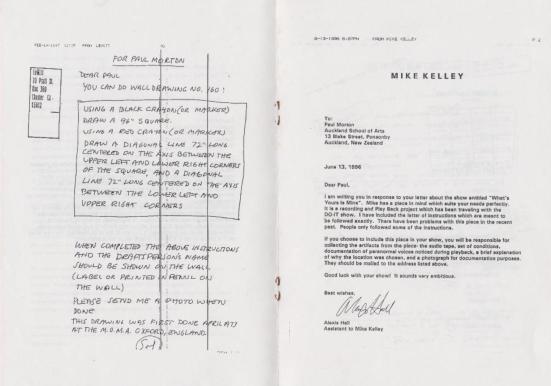 FOR PAUL MORTON
DEAR PAUL
YOU CAN DO WALL DRAWING NO. 160!
USING A BLACK CRAYON (OR MARKER)
DRAW A 96" SQUARE.
USING A RED CRAYON (OR MARKER)
DRAW A DIAGONAL LINE 72" LONG
CENTERED ON THE AXIS BETWEEN THE
UPPER LEFT AND LOWER RIGHT CORNERS
OF THE SQUARE, AND A DIAGONAL
LINE 72" LONG CENTERED ON THE AXIS
BETWEEN THE LOWER LEFT AND
UPPER RIGHT CORNERS
WHEN COMPLETED THE ABOVE INSTRUCTIONS
AND THE DRAFTSPERSON'S NAME
SHOULD BE SHOWN ON THE WALL
(LABEL OR PRINTED IN PENCIL ON
THE WALL)
PLEASE SEND ME A PHOTO WHEN
DONE
THIS DRAWING WAS FIRST DONE APRIL
AT THE M.O.M.A. OXFORD, ENGLAND
6-13-1996 FROM MIKE KELLEY
MIKE KELLEY
To:
Paul Morton
Auckland School of Arts
13 Blake Street, Ponsonby
Auckland, New Zealand
June 13, 1996
Dear Paul,
I am writing you in response to your letter about the show entitled "What's
Yours Is Mine". Mike has a piece in mind which suits your needs perfectly.
It is a recording and Play Back project which has been traveling with the
DO-IT show. I have included the letter of instructions which are meant to
be followed exactly. There have been problems with this piece in the recent
past. People only followed some of the instructions.
If you choose to include this piece in your show, you will be responsible for
collecting the artifacts from the piece- the audio tape, set of conditions,
documentation of paranormal voices noticed during playback, a brief explanation
of why the location was chosen, and a photograph for documentation purposes.
They should be mailed to the address listed above.
Good luck with your show! It sounds very ambitious.
Best wishes,
Alexis Hall
Assistant to Mike Kelley